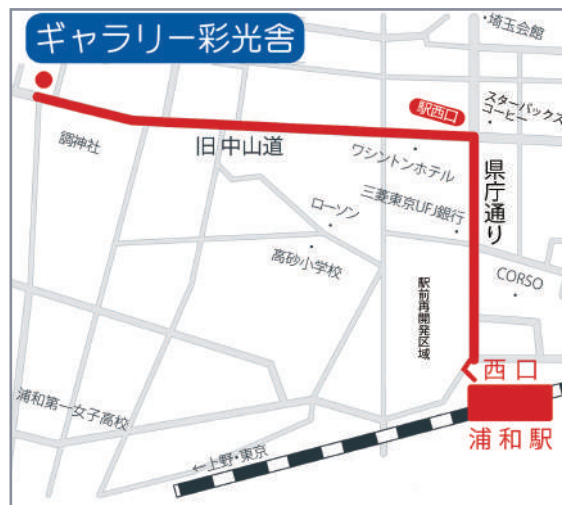 ギャラリー彩光舎
埼玉会館
駅西口
スターバックス
コーヒー
調神社
旧中山道
ワシントンホテル
県庁通り
三菱東京UFJ銀行
ローソン
高砂小学校
CORSO
駅前再開発区域
西口
浦和第一女子高校
浦和駅
←上野・東京